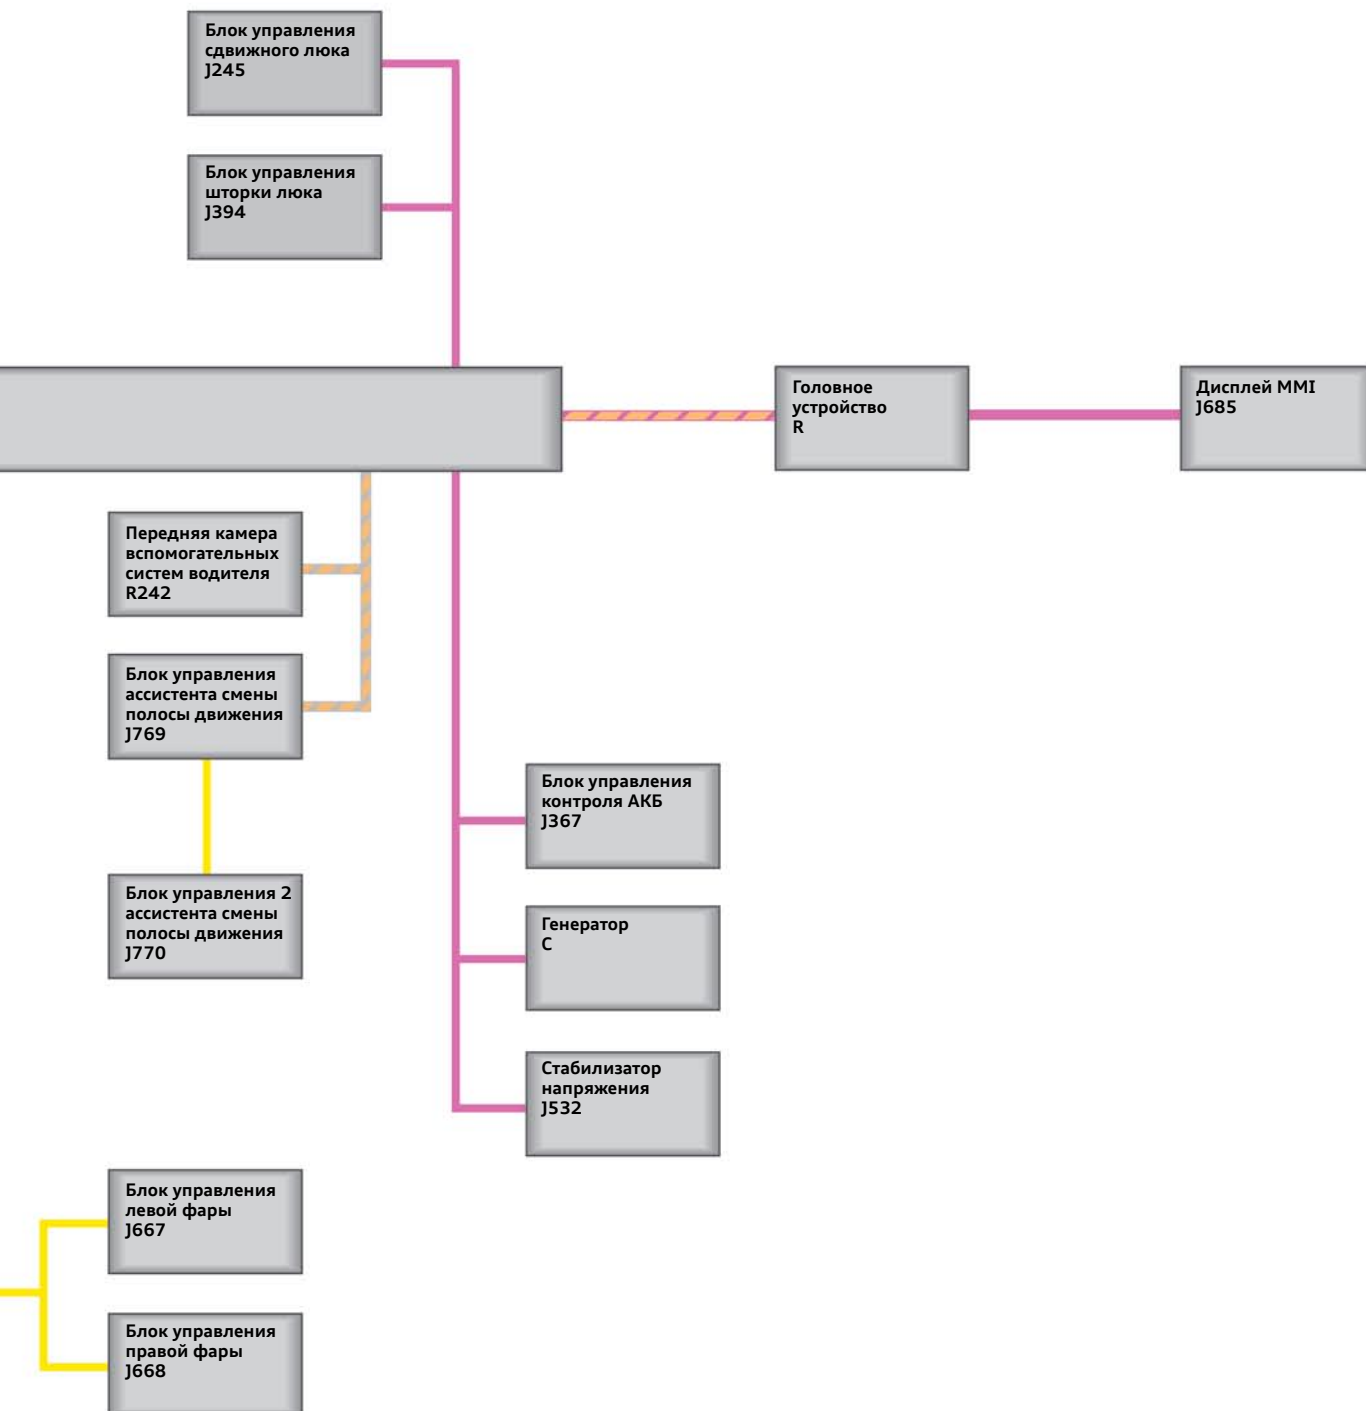 Блок управления
сдвижного люка
J245
Блок управления
шторки люка
J394
Головное
устройство
R
Дисплей MMI
J685
Передняя камера
вспомогательных
систем водителя
R242
Блок управления
ассистента смены
полосы движения
J769
Блок управления
контроля АКБ
J367
Блок управления 2
ассистента смены
полосы движения
J770
Генератор
C
Стабилизатор
напряжения
J532
Блок управления
левой фары
J667
Блок управления
правой фары
J668